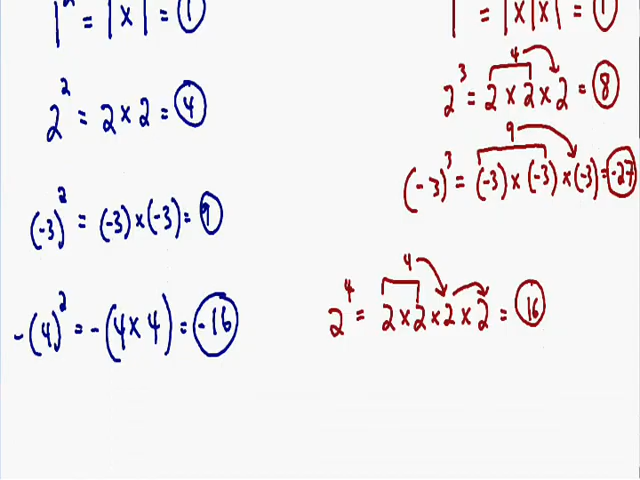 1² = 1 × 1 = 1
2² = 2 × 2 = 4
(-3)² = (-3) × (-3) = 9
-(4)² = -(4 × 4) = -16
1 = 1 × 1 × 1 = 1
4
2³ = 2 × 2 × 2 = 8
9
(-3)³ = (-3) × (-3) × (-3) = -27
4
2⁴ = 2 × 2 × 2 × 2 = 16